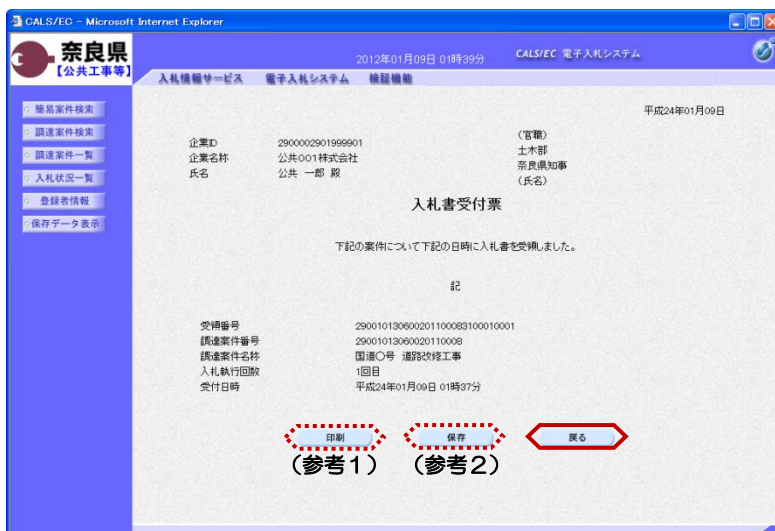 CALS/EC - Microsoft Internet Explorer
奈良県
【公共工事等】
2012年01月09日 01時39分
CALS/EC 電子入札システム
入札情報サービス 電子入札システム 検証機能
簡易案件検索
調達案件検索
調達案件一覧
入札状況一覧
登録者情報
保存データ表示
平成24年01月09日
企業ID 2900002901999901
企業名称 公共001株式会社
氏名 公共 一郎 殿
(官職)
土木部
奈良県知事
(氏名)
入札書受付票
下記の案件について下記の日時に入札書を受領しました。
記
受領番号 29001013060020110008310001​0001
調達案件番号 29001013060020110008
調達案件名称 国道〇号 道路改修工事
入札執行回数 1回目
受付日時 平成24年01月09日 01時37分
印刷 保存 戻る
(参考1) (参考2)